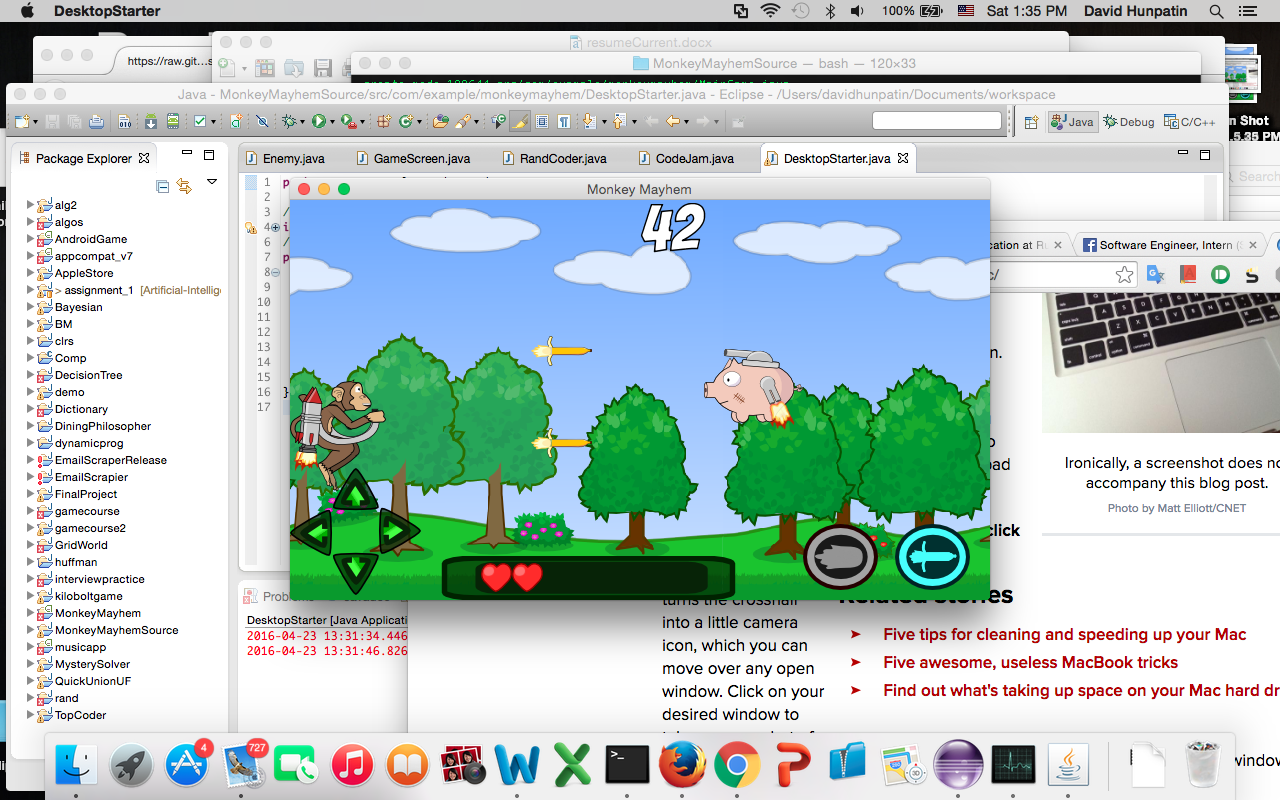 DesktopStarter
100%
Sat 1:35 PM
David Hunpatin
resumeCurrent.docx
https://raw.git…s
MonkeyMayhemSource — bash — 120×33
Java - MonkeyMayhemSource/src/com/example/monkeymayhem/DesktopStarter.java - Eclipse - /Users/davidhunpatin/Documents/workspace
Java
Debug
C/C++
n Shot
5.35 PM
Search
Package Explorer
Enemy.java
GameScreen.java
RandCoder.java
CodeJam.java
DesktopStarter.java
alg2
algos
AndroidGame
appcompat_v7
AppleStore
> assignment_1 [Artificial-Intellige
Bayesian
BM
clrs
Comp
DecisionTree
demo
Dictionary
DiningPhilosopher
dynamicprog
EmailScraperRelease
EmailScrapier
FinalProject
gamecourse
gamecourse2
GridWorld
huffman
interviewpractice
kiloboltgame
MonkeyMayhem
MonkeyMayhemSource
musicapp
MysterySolver
QuickUnionUF
rand
TopCoder
1
2
3
4
6
7
8
9
10
11
12
13
14
15
16
17
Monkey Mayhem
42
cation at R
Software Engineer, Intern (S
c/
n.
o
oad
click
Ironically, a screenshot does no
accompany this blog post.
Photo by Matt Elliott/CNET
DesktopStarter [Java Applicati
2016-04-23 13:31:34.446
2016-04-23 13:31:46.826
turns the crosshair
into a little camera
icon, which you can
move over any open
window. Click on your
desired window to
Related stories
Five tips for cleaning and speeding up your Mac
Five awesome, useless MacBook tricks
Find out what's taking up space on your Mac hard dr
window
4
727